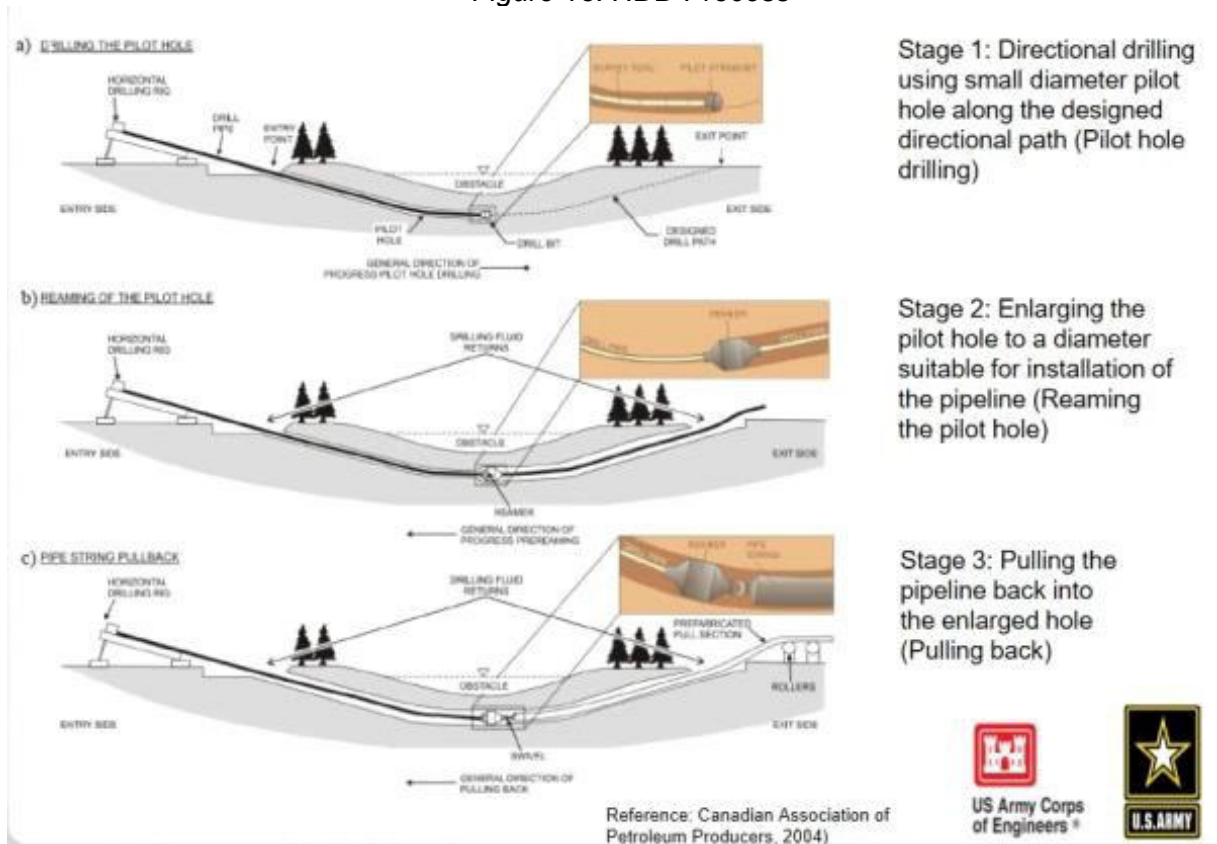 a) DRILLING THE PILOT HOLE
HORIZONTAL
DRILLING RIG
DRILL
PIPE
ENTRY
POINT
PILOT
EXIT POINT
OBSTACLE
ENTRY SIDE
EXIT SIDE
PILOT
HOLE
DRILL BIT
DESIGNED
DRILL PATH
GENERAL DIRECTION OF
PROGRESS PILOT HOLE DRILLING
Stage 1: Directional drilling
using small diameter pilot
hole along the designed
directional path (Pilot hole
drilling)
b) REAMING OF THE PILOT HOLE
HORIZONTAL
DRILLING RIG
DRILLING FLUID
RETURNS
REAMER
DRILL PIPE
OBSTACLE
ENTRY SIDE
EXIT SIDE
REAMER
GENERAL DIRECTION OF
PROGRESS PREREAMING
Stage 2: Enlarging the
pilot hole to a diameter
suitable for installation of
the pipeline (Reaming
the pilot hole)
c) PIPE STRING PULLBACK
HORIZONTAL
DRILLING RIG
DRILLING FLUID
RETURNS
REAMER
PIPE
PREFABRICATED
PULL SECTION
OBSTACLE
ROLLERS
ENTRY SIDE
EXIT SIDE
SWIVEL
GENERAL DIRECTION OF
PULLING BACK
Stage 3: Pulling the
pipeline back into
the enlarged hole
(Pulling back)
Reference: Canadian Association of
Petroleum Producers, 2004)
US Army Corps
of Engineers ®
U.S.ARMY